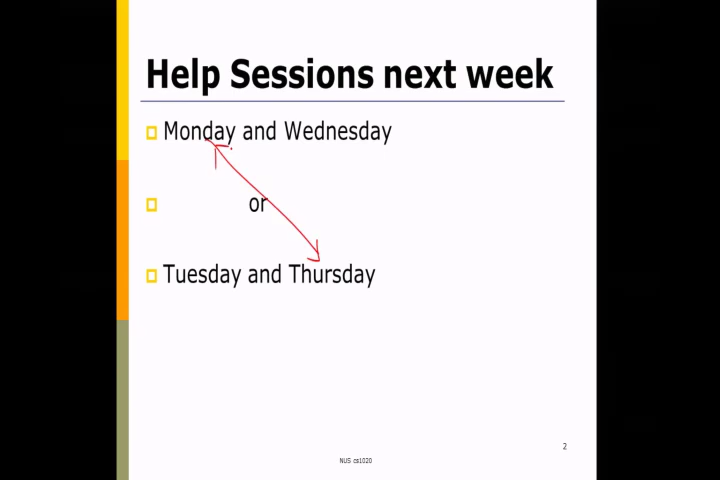 Help Sessions next week
Monday and Wednesday
or
Tuesday and Thursday
2
NUS cs1020